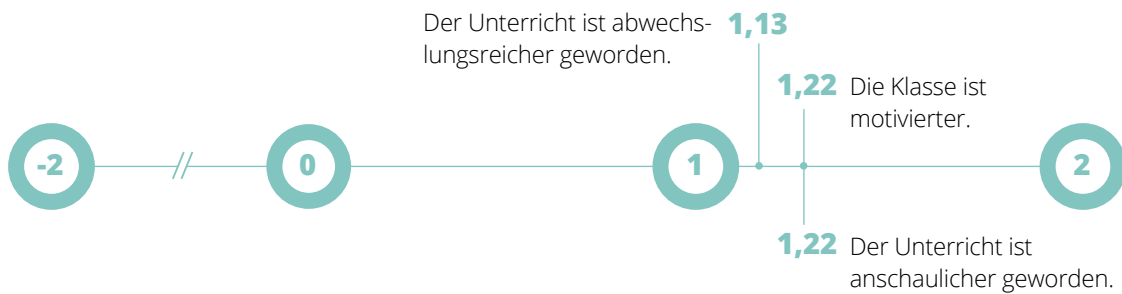 Der Unterricht ist abwechs-
lungsreicher geworden.
1,13
1,22
Die Klasse ist
motivierter.
-2
0
1
2
1,22
Der Unterricht ist
anschaulicher geworden.